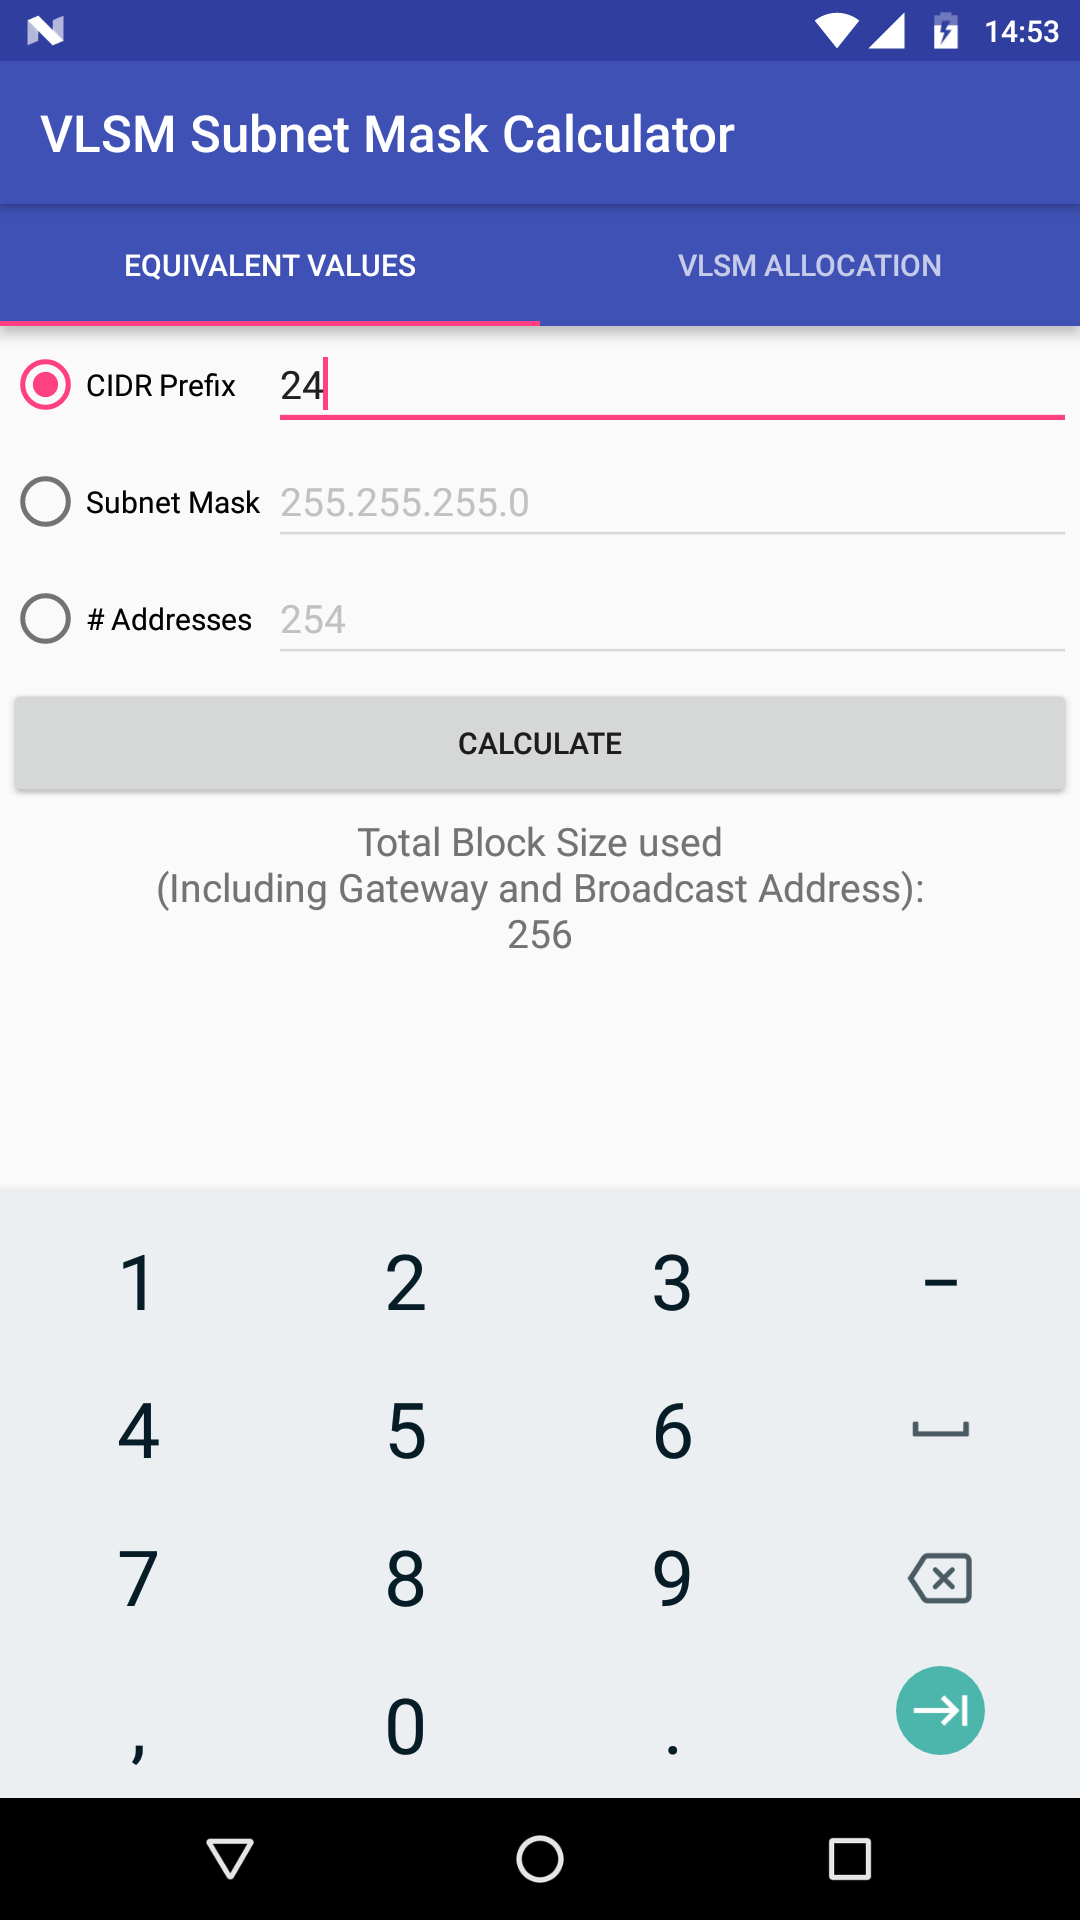 14:53
VLSM Subnet Mask Calculator
EQUIVALENT VALUES VLSM ALLOCATION
CIDR Prefix 24
Subnet Mask 255.255.255.0
# Addresses 254
CALCULATE
Total Block Size used
(Including Gateway and Broadcast Address):
256
1 2 3 –
4 5 6
7 8 9
, 0 .